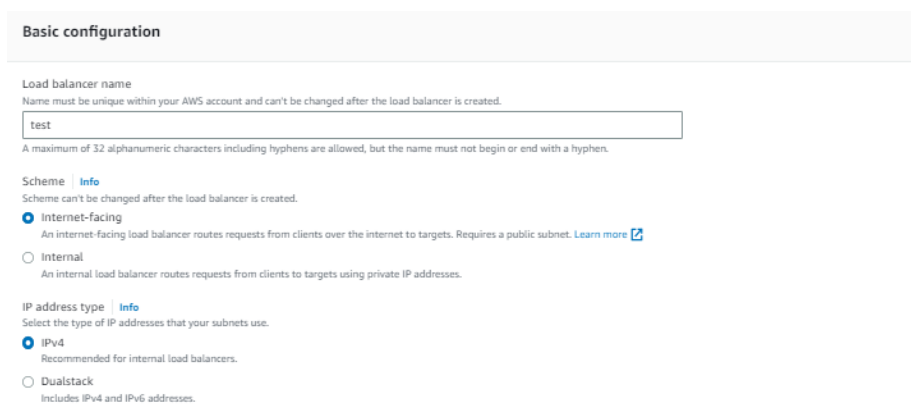 Basic configuration
Load balancer name
Name must be unique within your AWS account and can't be changed after the load balancer is created.
test
A maximum of 32 alphanumeric characters including hyphens are allowed, but the name must not begin or end with a hyphen.
Scheme Info
Scheme can't be changed after the load balancer is created.
Internet-facing
An internet-facing load balancer routes requests from clients over the internet to targets. Requires a public subnet. Learn more
Internal
An internal load balancer routes requests from clients to targets using private IP addresses.
IP address type Info
Select the type of IP addresses that your subnets use.
IPv4
Recommended for internal load balancers.
Dualstack
Includes IPv4 and IPv6 addresses.